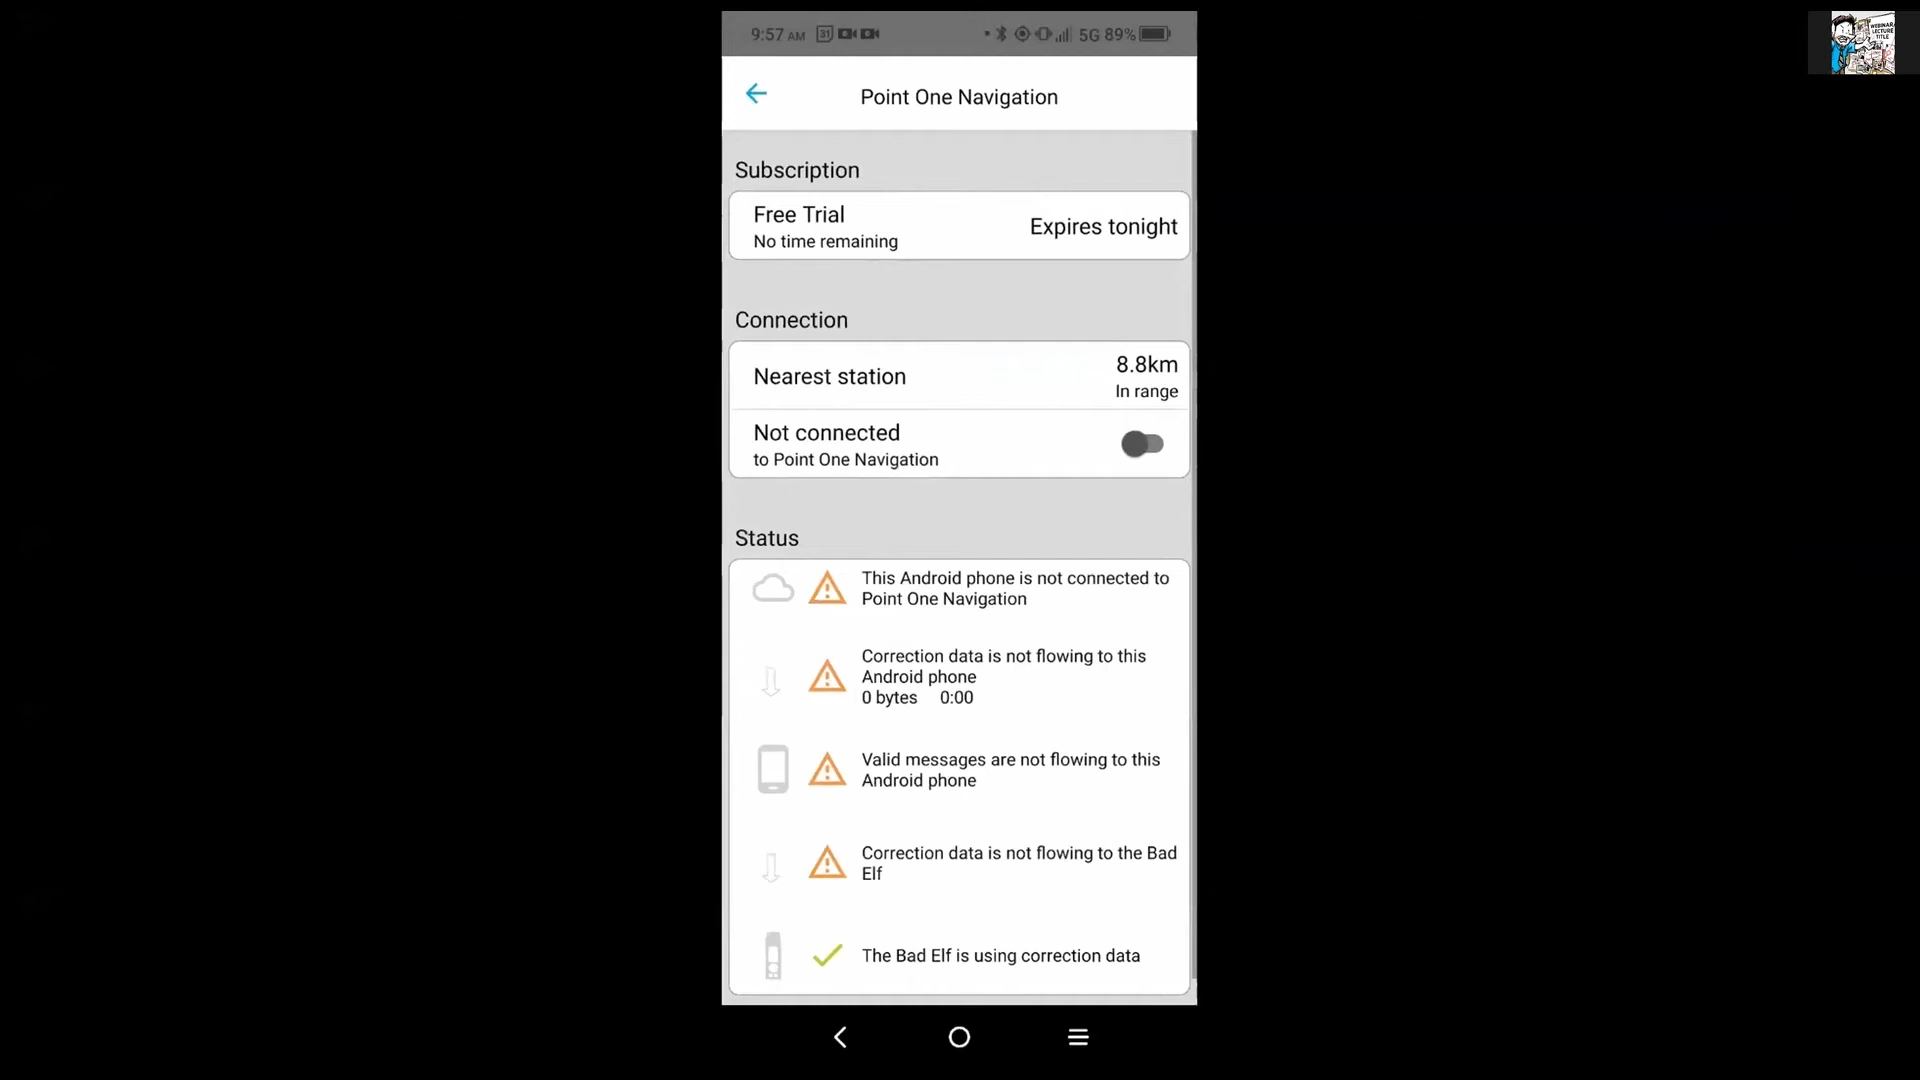 9:57 AM 31 5G 89%
Point One Navigation
Subscription
Free Trial
No time remaining
Expires tonight
Connection
Nearest station
8.8km
In range
Not connected
to Point One Navigation
Status
This Android phone is not connected to
Point One Navigation
Correction data is not flowing to this
Android phone
0 bytes 0:00
Valid messages are not flowing to this
Android phone
Correction data is not flowing to the Bad
Elf
The Bad Elf is using correction data
WEBINAR
LECTURE
TITLE